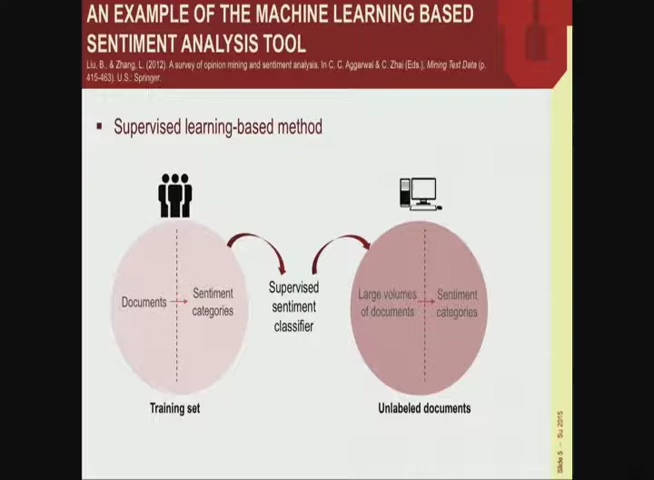 AN EXAMPLE OF THE MACHINE LEARNING BASED
SENTIMENT ANALYSIS TOOL
Liu, B., & Zhang, L. (2012). A survey of opinion mining and sentiment analysis. In C. C. Aggarwal & C. Zhai (Eds.), Mining Text Data (p.
415-463). U.S.: Springer.
▪ Supervised learning-based method
Documents
Sentiment
categories
Supervised
sentiment
classifier
Large volumes
of documents
Sentiment
categories
Training set
Unlabeled documents
Slide 5 -- Su 2015